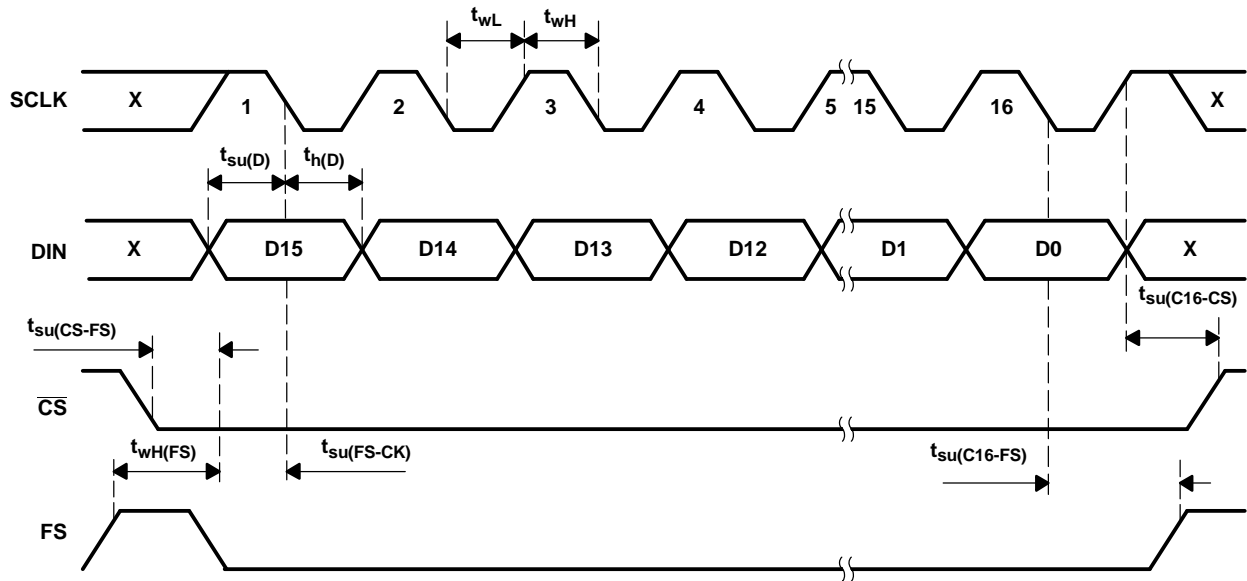 twL twH
SCLK X 1 2 3 4 5 15 16 X
tsu(D) th(D)
DIN X D15 D14 D13 D12 D1 D0 X
tsu(C16-CS)
tsu(CS-FS)
CS
twH(FS) tsu(FS-CK) tsu(C16-FS)
FS